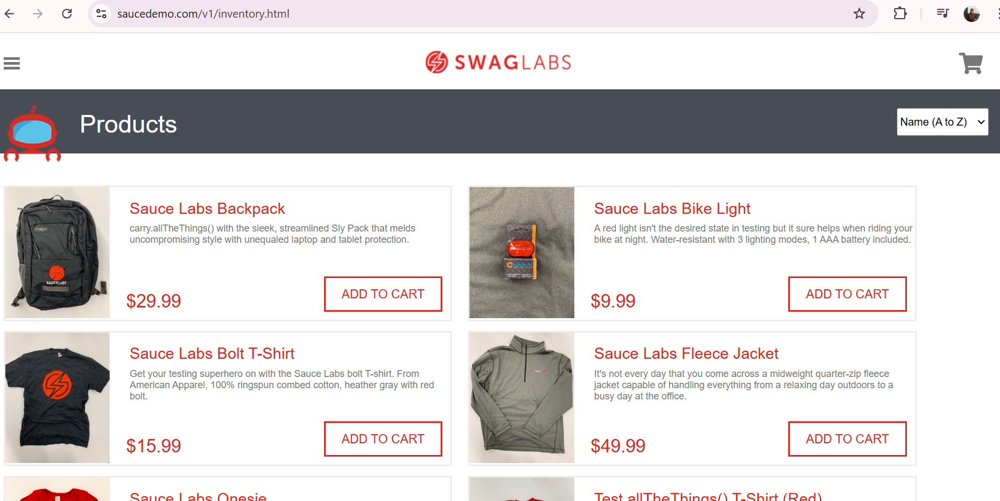 saucedemo.com/v1/inventory.html
SWAGLABS
Products
Name (A to Z)
Sauce Labs Backpack
carry.allTheThings() with the sleek, streamlined Sly Pack that melds
uncompromising style with unequaled laptop and tablet protection.
SAUCELABS
$29.99
ADD TO CART
Sauce Labs Bike Light
A red light isn't the desired state in testing but it sure helps when riding your
bike at night. Water-resistant with 3 lighting modes, 1 AAA battery included.
SAUCELABS
$9.99
ADD TO CART
Sauce Labs Bolt T-Shirt
Get your testing superhero on with the Sauce Labs bolt T-shirt. From
American Apparel, 100% ringspun combed cotton, heather gray with red
bolt.
$15.99
ADD TO CART
Sauce Labs Fleece Jacket
It's not every day that you come across a midweight quarter-zip fleece
jacket capable of handling everything from a relaxing day outdoors to a
busy day at the office.
$49.99
ADD TO CART
Sauce Labs Onesie
Test.allTheThings() T-Shirt (Red)